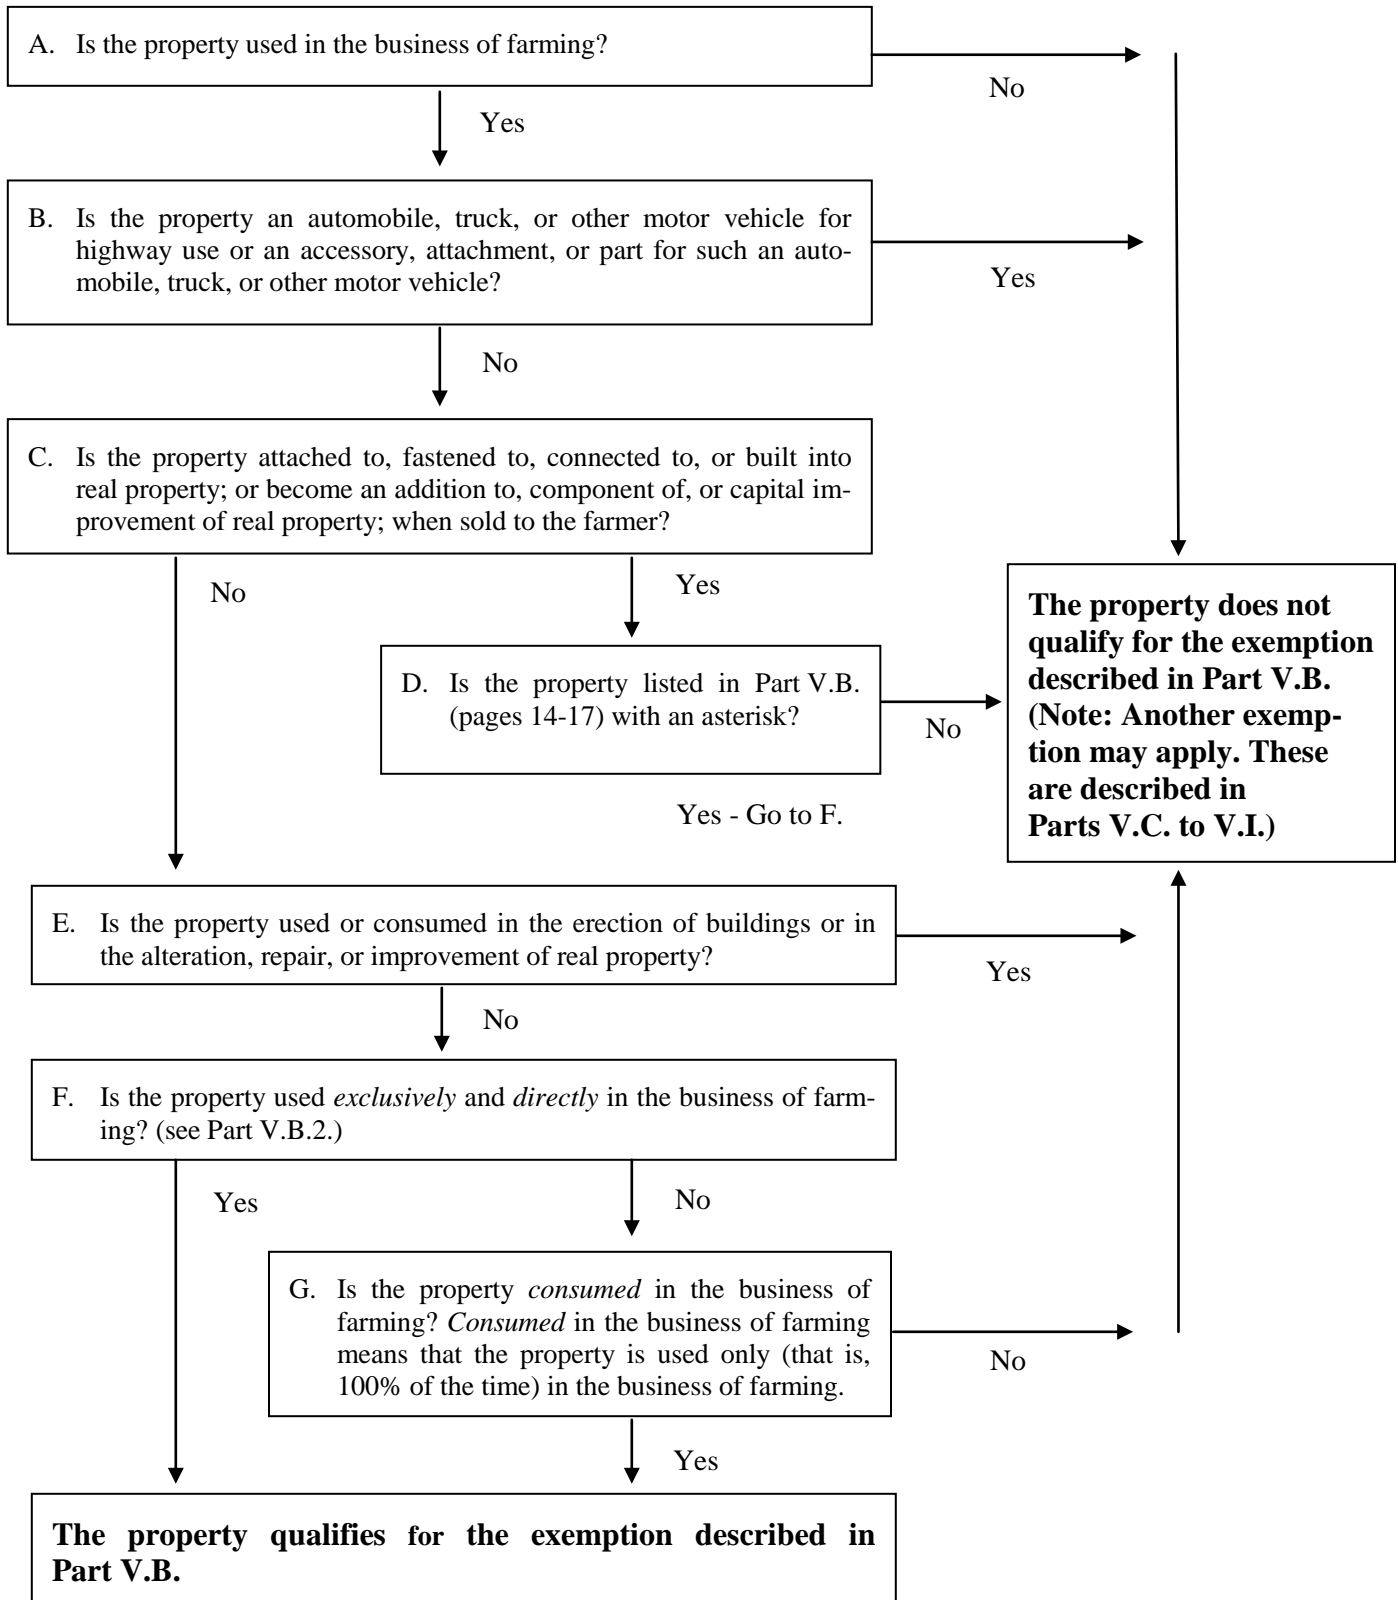 A. Is the property used in the business of farming?
No
Yes
B. Is the property an automobile, truck, or other motor vehicle for
highway use or an accessory, attachment, or part for such an auto-
mobile, truck, or other motor vehicle?
Yes
No
C. Is the property attached to, fastened to, connected to, or built into
real property; or become an addition to, component of, or capital im-
provement of real property; when sold to the farmer?
No
Yes
D. Is the property listed in Part V.B.
(pages 14-17) with an asterisk?
No
Yes - Go to F.
The property does not
qualify for the exemption
described in Part V.B.
(Note: Another exemp-
tion may apply. These
are described in
Parts V.C. to V.I.)
E. Is the property used or consumed in the erection of buildings or in
the alteration, repair, or improvement of real property?
Yes
No
F. Is the property used exclusively and directly in the business of farm-
ing? (see Part V.B.2.)
Yes
No
G. Is the property consumed in the business of
farming? Consumed in the business of farming
means that the property is used only (that is,
100% of the time) in the business of farming.
No
Yes
The property qualifies for the exemption described in
Part V.B.